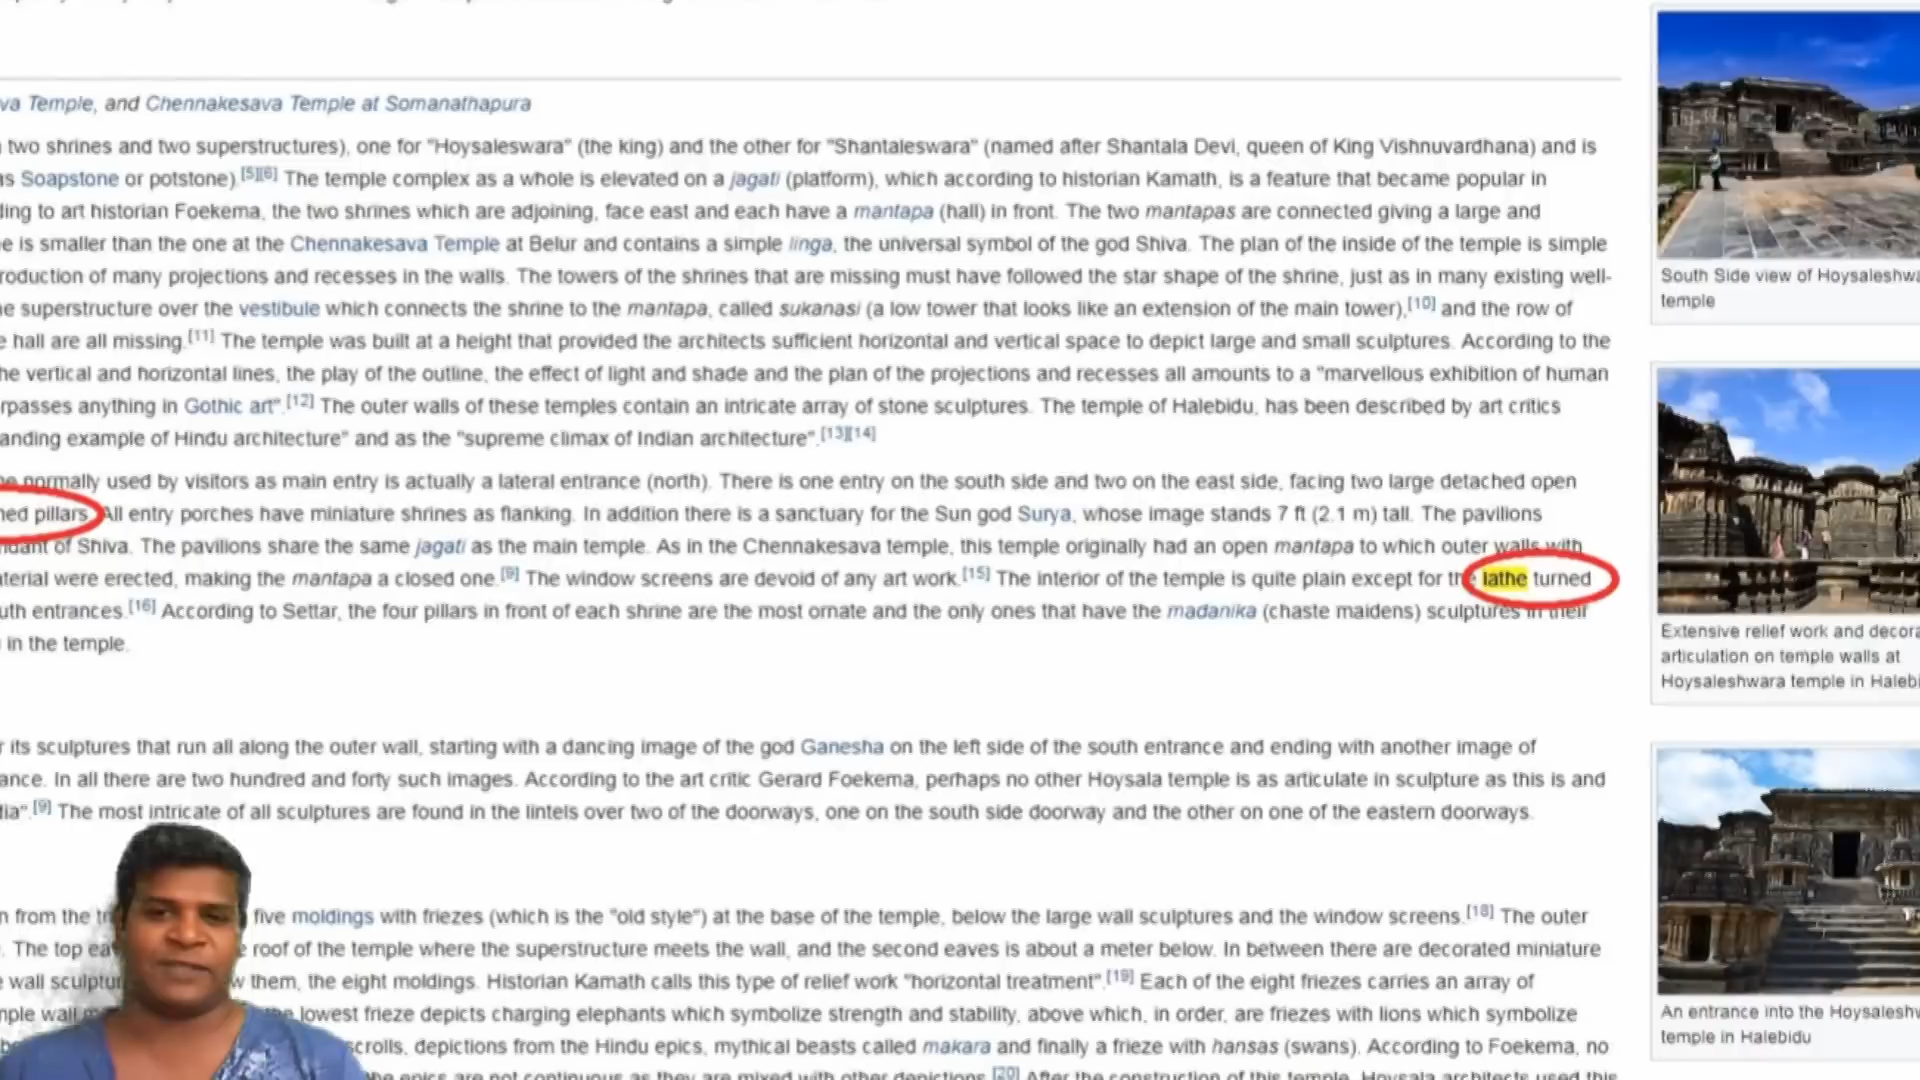 va Temple, and Chennakesava Temple at Somanathapura
two shrines and two superstructures), one for "Hoysaleswara" (the king) and the other for "Shantaleswara" (named after Shantala Devi, queen of King Vishnuvardhana) and is
as Soapstone or potstone).[5][6] The temple complex as a whole is elevated on a jagati (platform), which according to historian Kamath, is a feature that became popular in
ling to art historian Foekema, the two shrines which are adjoining, face east and each have a mantapa (hall) in front. The two mantapas are connected giving a large and
e is smaller than the one at the Chennakesava Temple at Belur and contains a simple linga, the universal symbol of the god Shiva. The plan of the inside of the temple is simple
roduction of many projections and recesses in the walls. The towers of the shrines that are missing must have followed the star shape of the shrine, just as in many existing well-
he superstructure over the vestibule which connects the shrine to the mantapa, called sukanasi (a low tower that looks like an extension of the main tower),[10] and the row of
e hall are all missing.[11] The temple was built at a height that provided the architects sufficient horizontal and vertical space to depict large and small sculptures. According to the
he vertical and horizontal lines, the play of the outline, the effect of light and shade and the plan of the projections and recesses all amounts to a "marvellous exhibition of human
rpasses anything in Gothic art".[12] The outer walls of these temples contain an intricate array of stone sculptures. The temple of Halebidu, has been described by art critics
anding example of Hindu architecture" and as the "supreme climax of Indian architecture".[13][14]
ne normally used by visitors as main entry is actually a lateral entrance (north). There is one entry on the south side and two on the east side, facing two large detached open
ned pillars. All entry porches have miniature shrines as flanking. In addition there is a sanctuary for the Sun god Surya, whose image stands 7 ft (2.1 m) tall. The pavilions
ndant of Shiva. The pavilions share the same jagati as the main temple. As in the Chennakesava temple, this temple originally had an open mantapa to which outer walls with
aterial were erected, making the mantapa a closed one.[9] The window screens are devoid of any art work.[15] The interior of the temple is quite plain except for the lathe turned
uth entrances.[16] According to Settar, the four pillars in front of each shrine are the most ornate and the only ones that have the madanika (chaste maidens) sculptures in their
in the temple.
r its sculptures that run all along the outer wall, starting with a dancing image of the god Ganesha on the left side of the south entrance and ending with another image of
ance. In all there are two hundred and forty such images. According to the art critic Gerard Foekema, perhaps no other Hoysala temple is as articulate in sculpture as this is and
dia".[9] The most intricate of all sculptures are found in the lintels over two of the doorways, one on the south side doorway and the other on one of the eastern doorways.
n from the five moldings with friezes (which is the "old style") at the base of the temple, below the large wall sculptures and the window screens.[18] The outer
. The top roof of the temple where the superstructure meets the wall, and the second eaves is about a meter below. In between there are decorated miniature
wall w them, the eight moldings. Historian Kamath calls this type of relief work "horizontal treatment".[19] Each of the eight friezes carries an array of
mple wall lowest frieze depicts charging elephants which symbolize strength and stability, above which, in order, are friezes with lions which symbolize
scrolls, depictions from the Hindu epics, mythical beasts called makara and finally a frieze with hansas (swans). According to Foekema, no
the epics are not continuous as they are mixed with other depictions.[20] After the construction of this temple, Hoysala architects used this
South Side view of Hoysaleshwa
temple
Extensive relief work and decora
articulation on temple walls at
Hoysaleshwara temple in Halebi
An entrance into the Hoysaleshw
temple in Halebidu